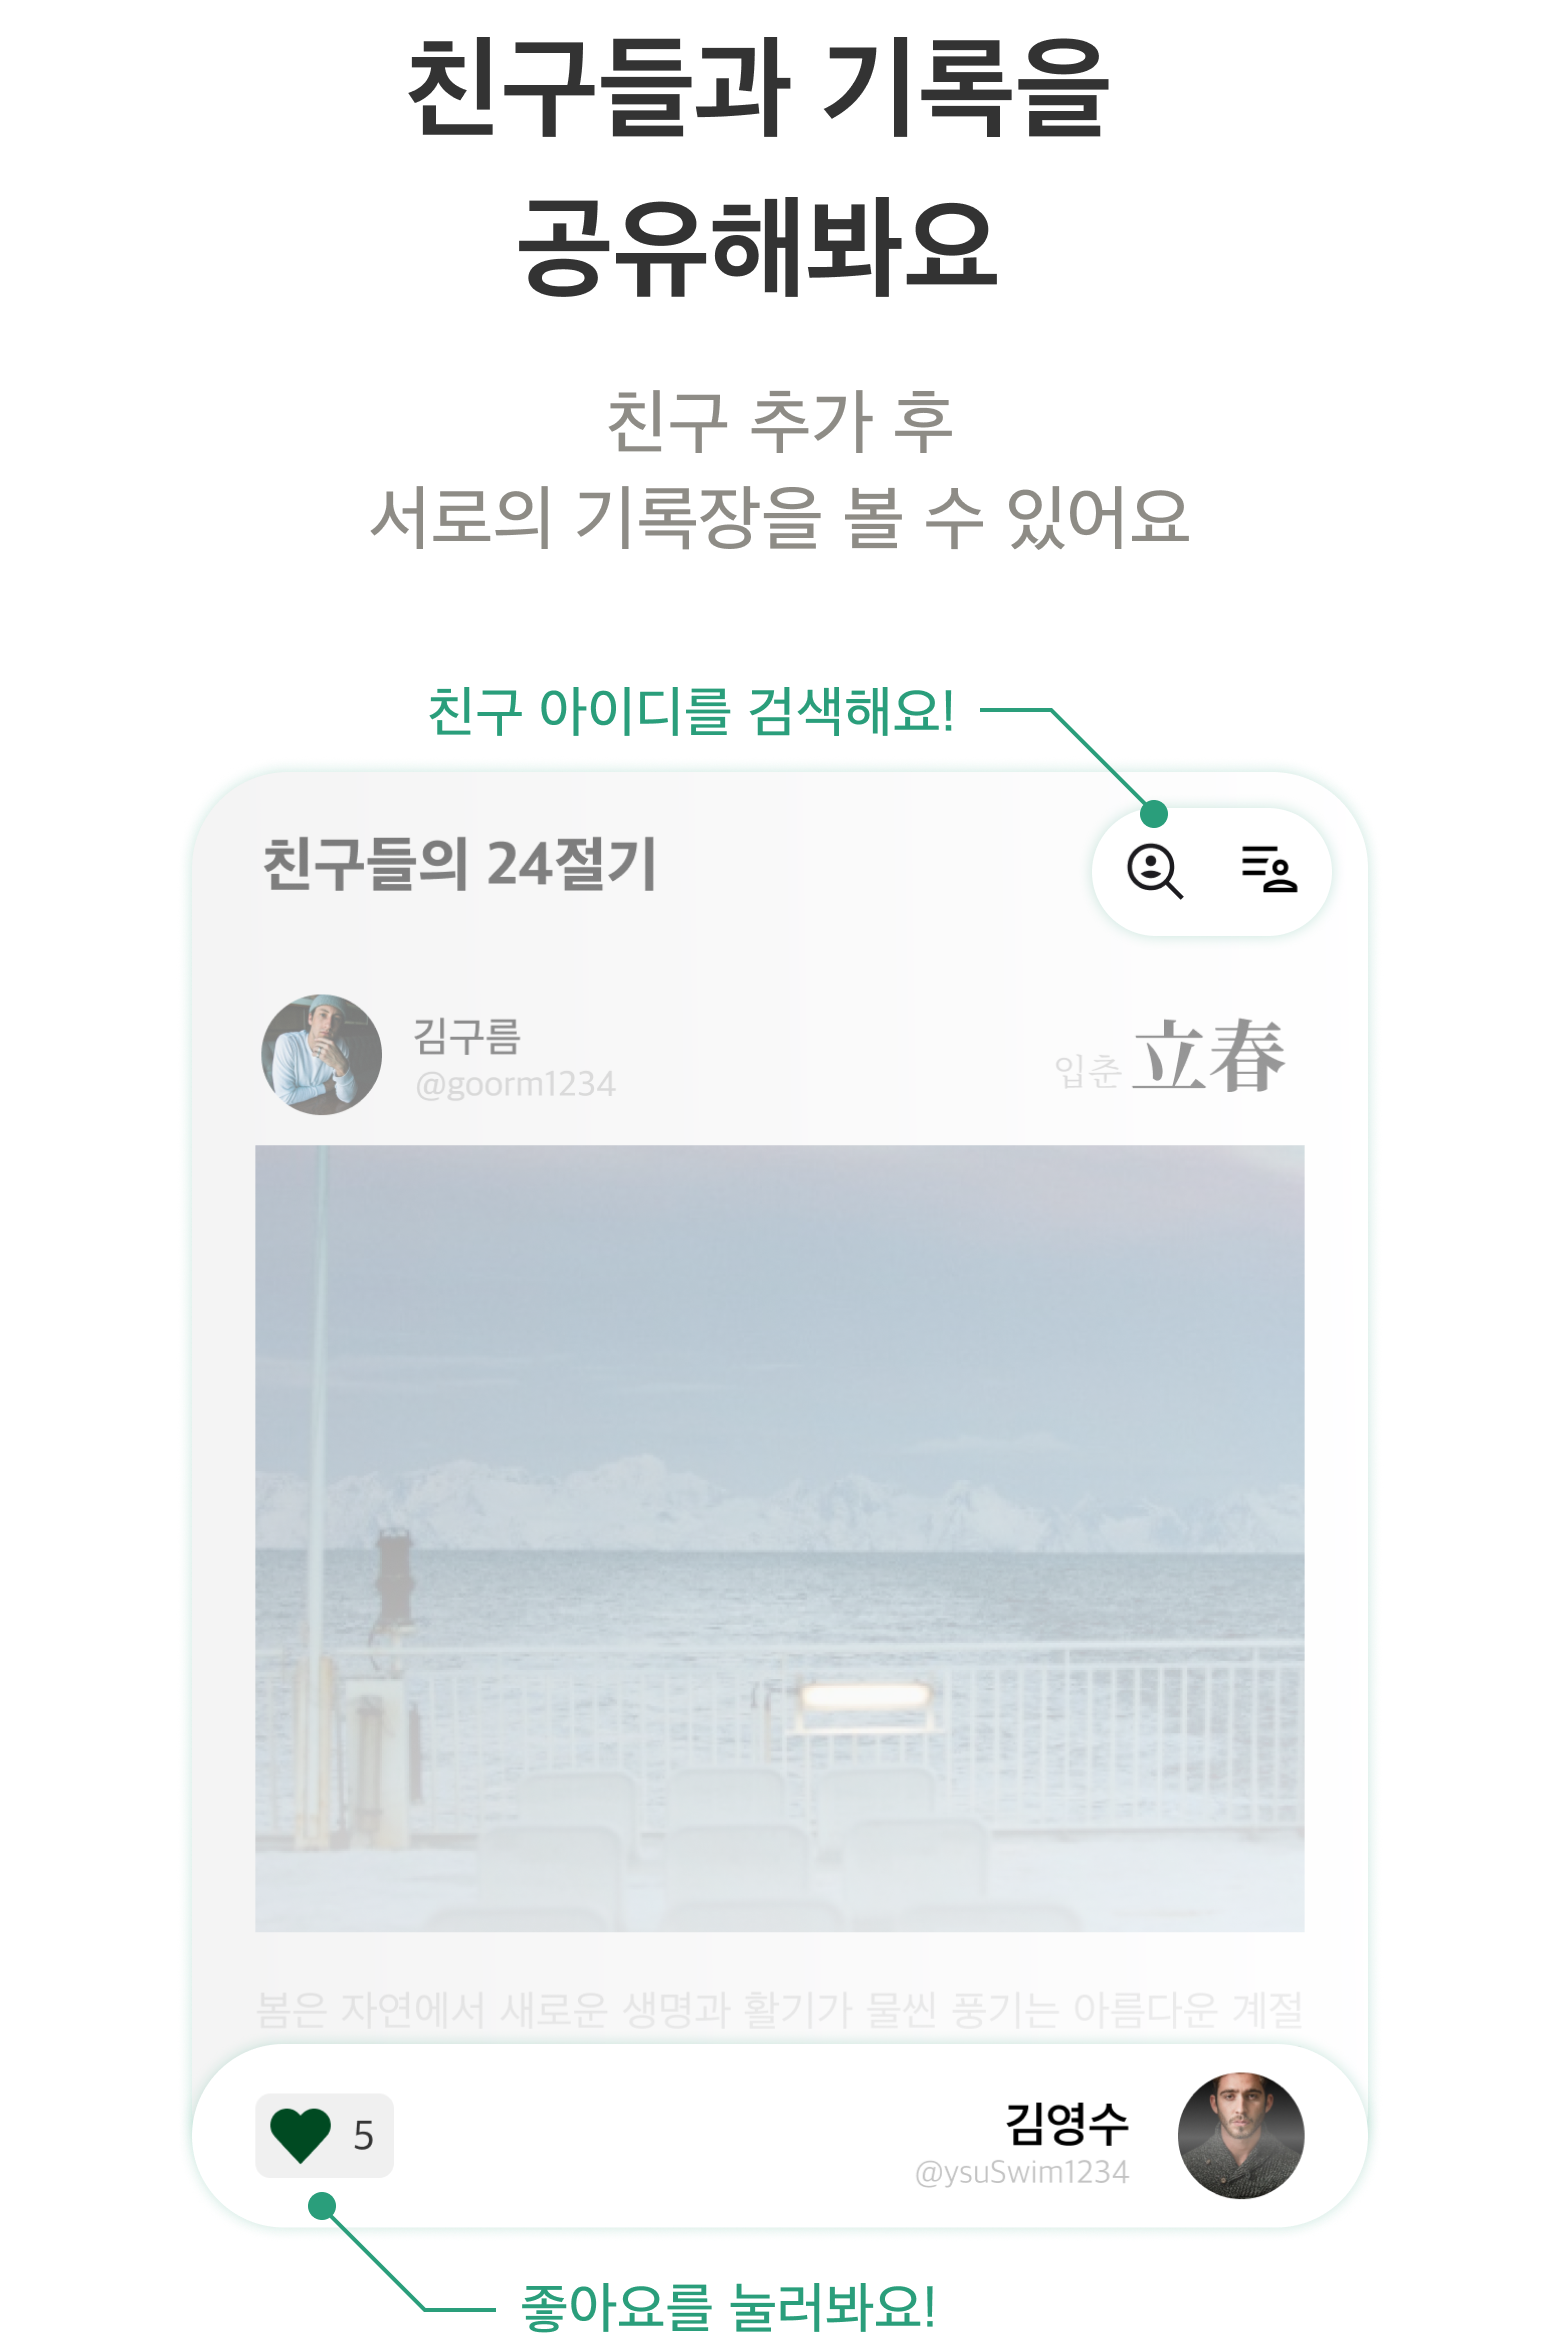 친구들과 기록을
공유해봐요
친구 추가 후
서로의 기록장을 볼 수 있어요
친구 아이디를 검색해요!
친구들의 24절기
김구름
@goorm1234
입춘 立春
봄은 자연에서 새로운 생명과 활기가 물씬 풍기는 아름다운 계절
5
김영수
@ysuSwim1234
좋아요를 눌러봐요!